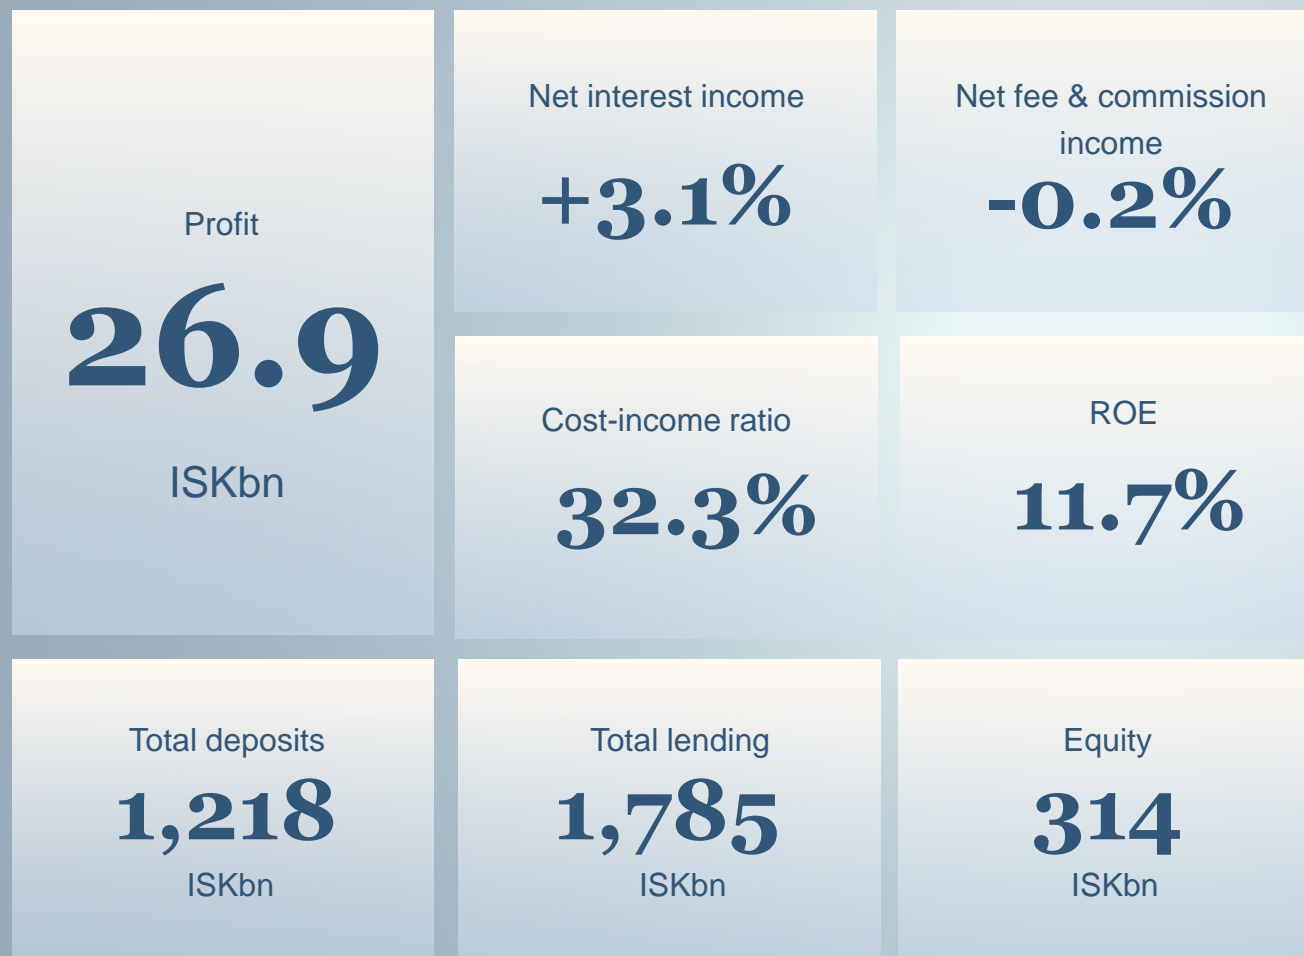 Profit
26.9
ISKbn
Net interest income
+3.1%
Net fee & commission
income
-0.2%
Cost-income ratio
32.3%
ROE
11.7%
Total deposits
1,218
ISKbn
Total lending
1,785
ISKbn
Equity
314
ISKbn